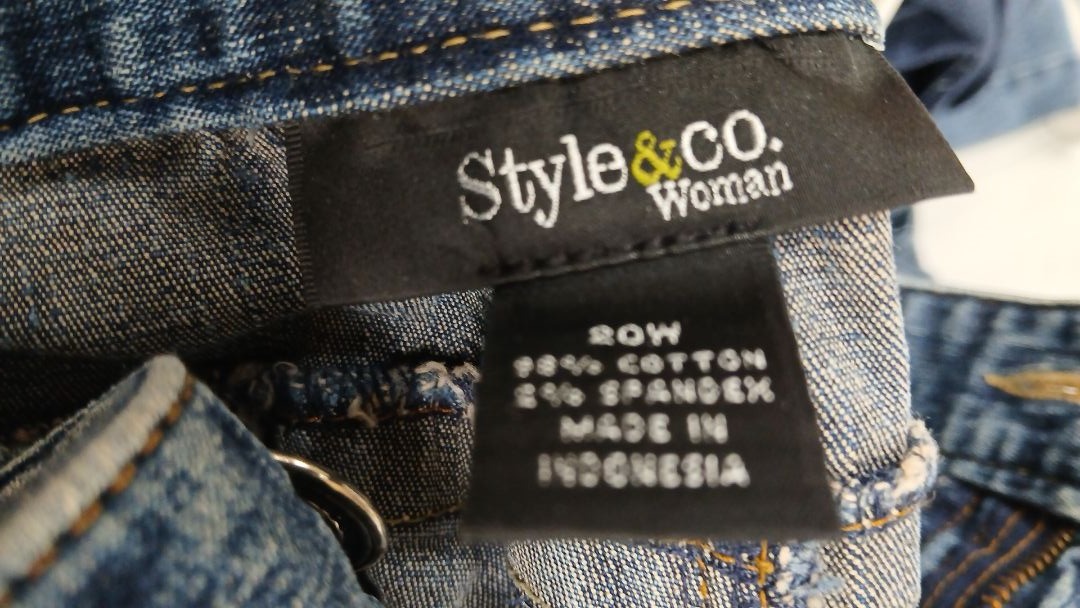 Style&co.
Woman
20W
98% COTTON
2% SPANDEX
MADE IN
INDONESIA